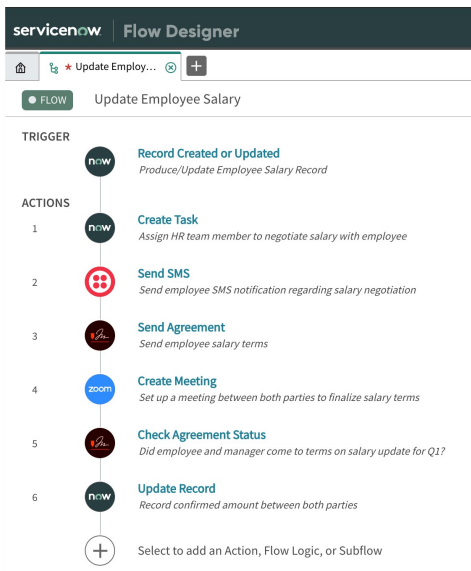 servicenow Flow Designer
* Update Employ...
FLOW Update Employee Salary
TRIGGER
now Record Created or Updated
Produce/Update Employee Salary Record
ACTIONS
1 now Create Task
Assign HR team member to negotiate salary with employee
2 Send SMS
Send employee SMS notification regarding salary negotiation
3 Send Agreement
Send employee salary terms
4 zoom Create Meeting
Set up a meeting between both parties to finalize salary terms
5 Check Agreement Status
Did employee and manager come to terms on salary update for Q1?
6 now Update Record
Record confirmed amount between both parties
Select to add an Action, Flow Logic, or Subflow